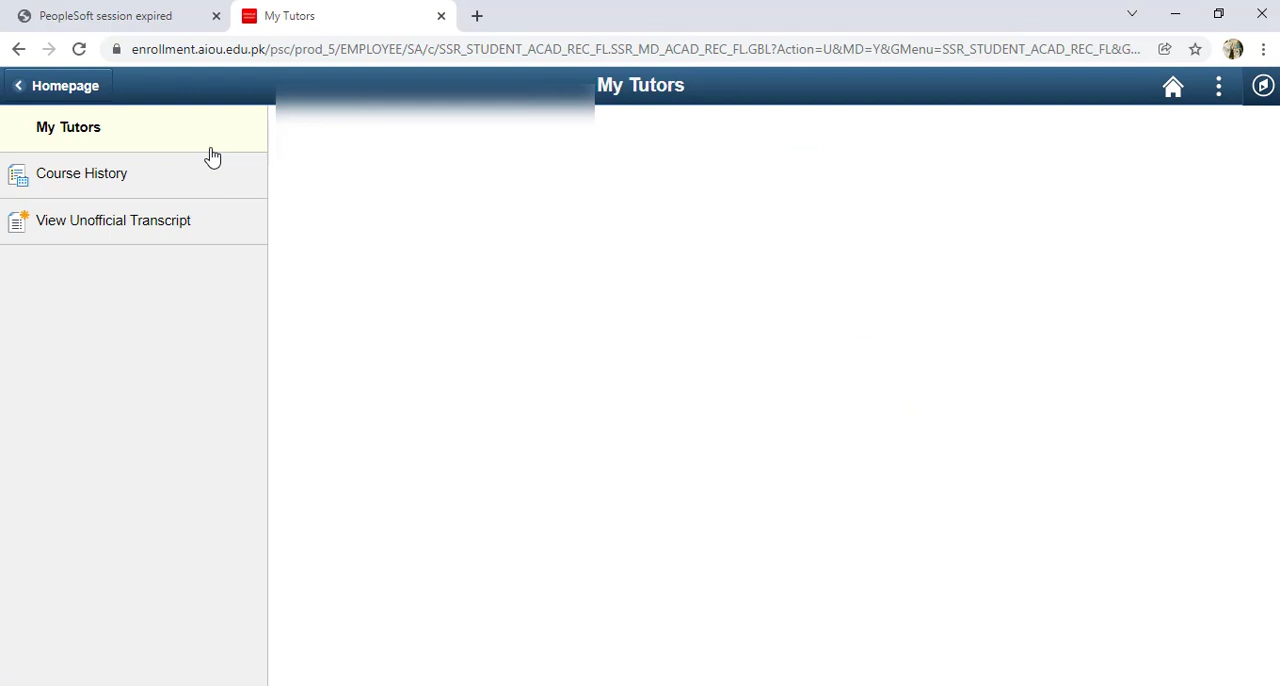 PeopleSoft session expired
My Tutors
enrollment.aiou.edu.pk/psc/prod_5/EMPLOYEE/SA/c/SSR_STUDENT_ACAD_REC_FL.SSR_MD_ACAD_REC_FL.GBL?Action=U&MD=Y&GMenu=SSR_STUDENT_ACAD_REC_FL&G...
Homepage
My Tutors
My Tutors
Course History
View Unofficial Transcript